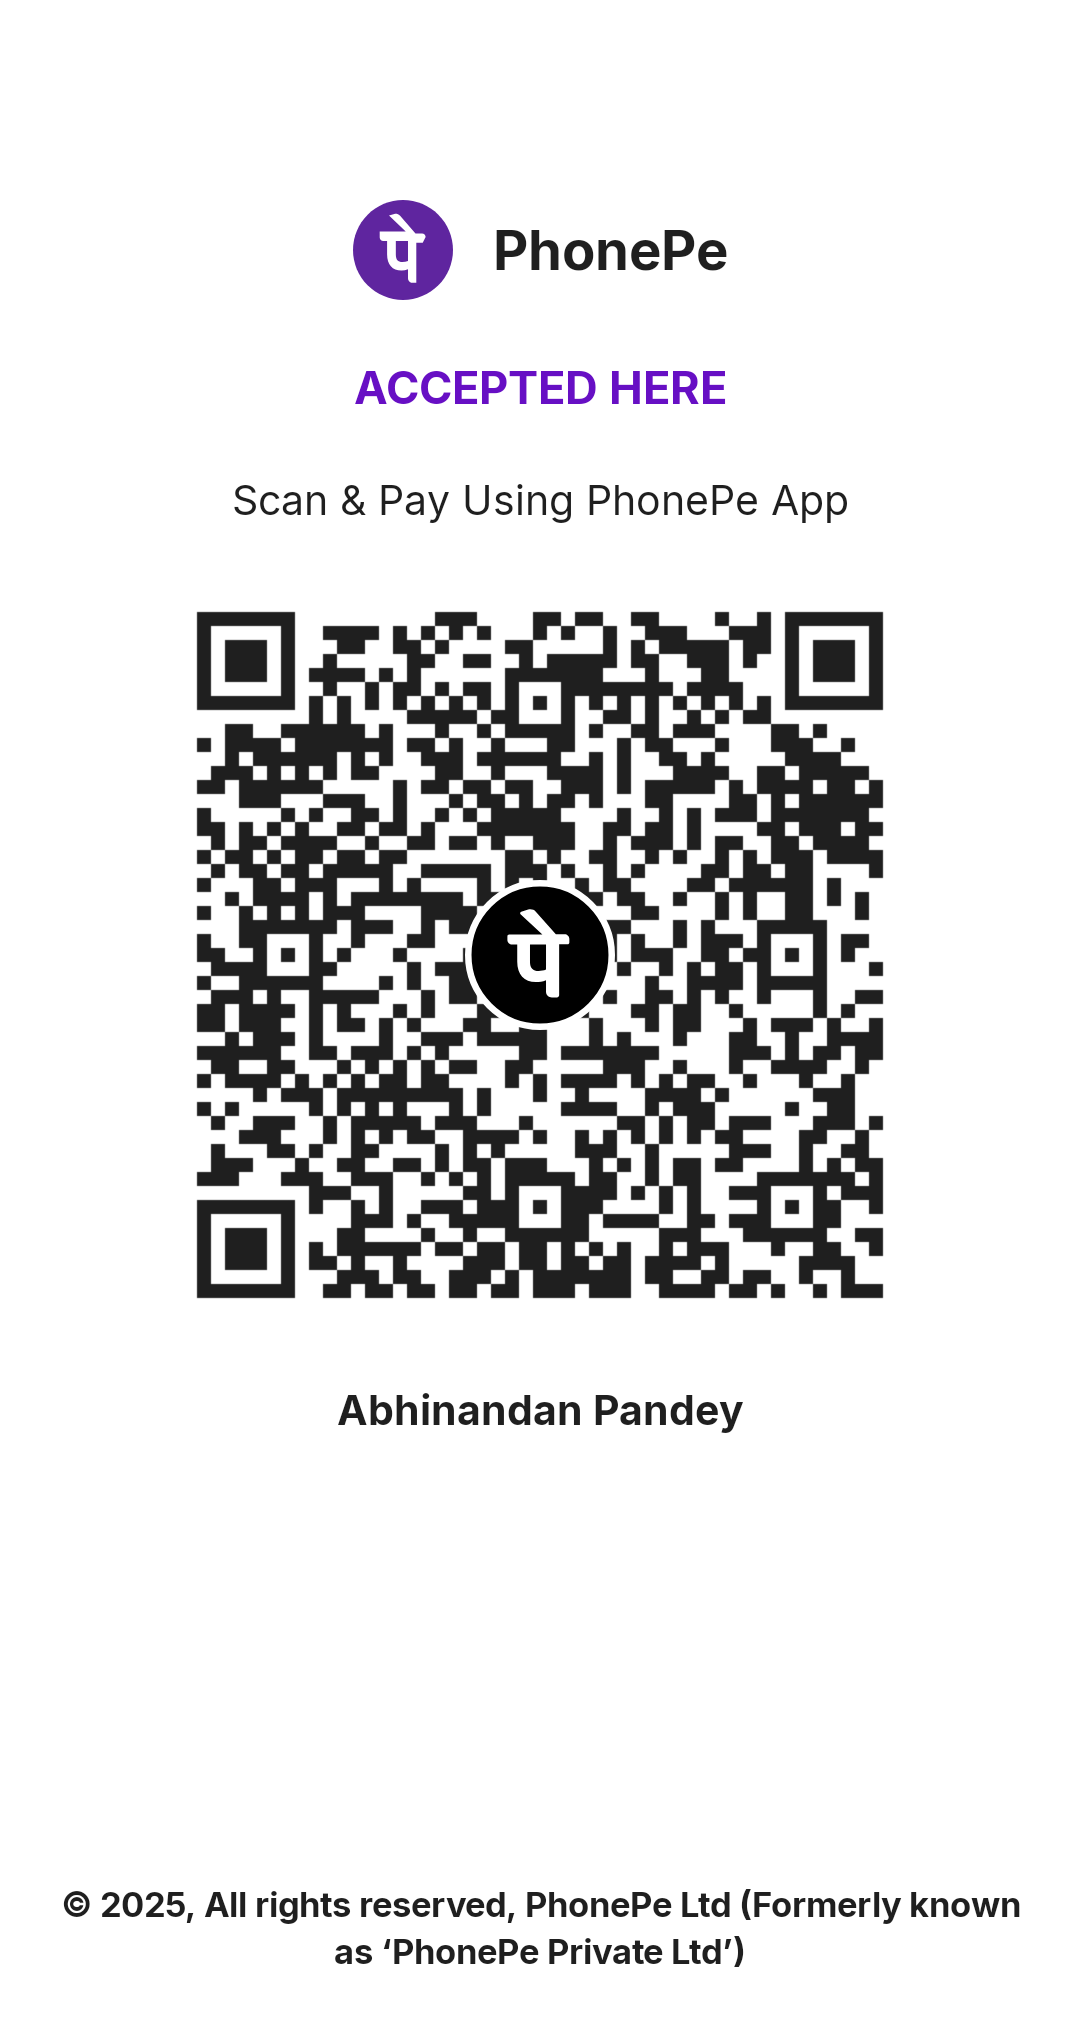 पे PhonePe
ACCEPTED HERE
Scan & Pay Using PhonePe App
पे
Abhinandan Pandey
© 2025, All rights reserved, PhonePe Ltd (Formerly known
as ‘PhonePe Private Ltd’)